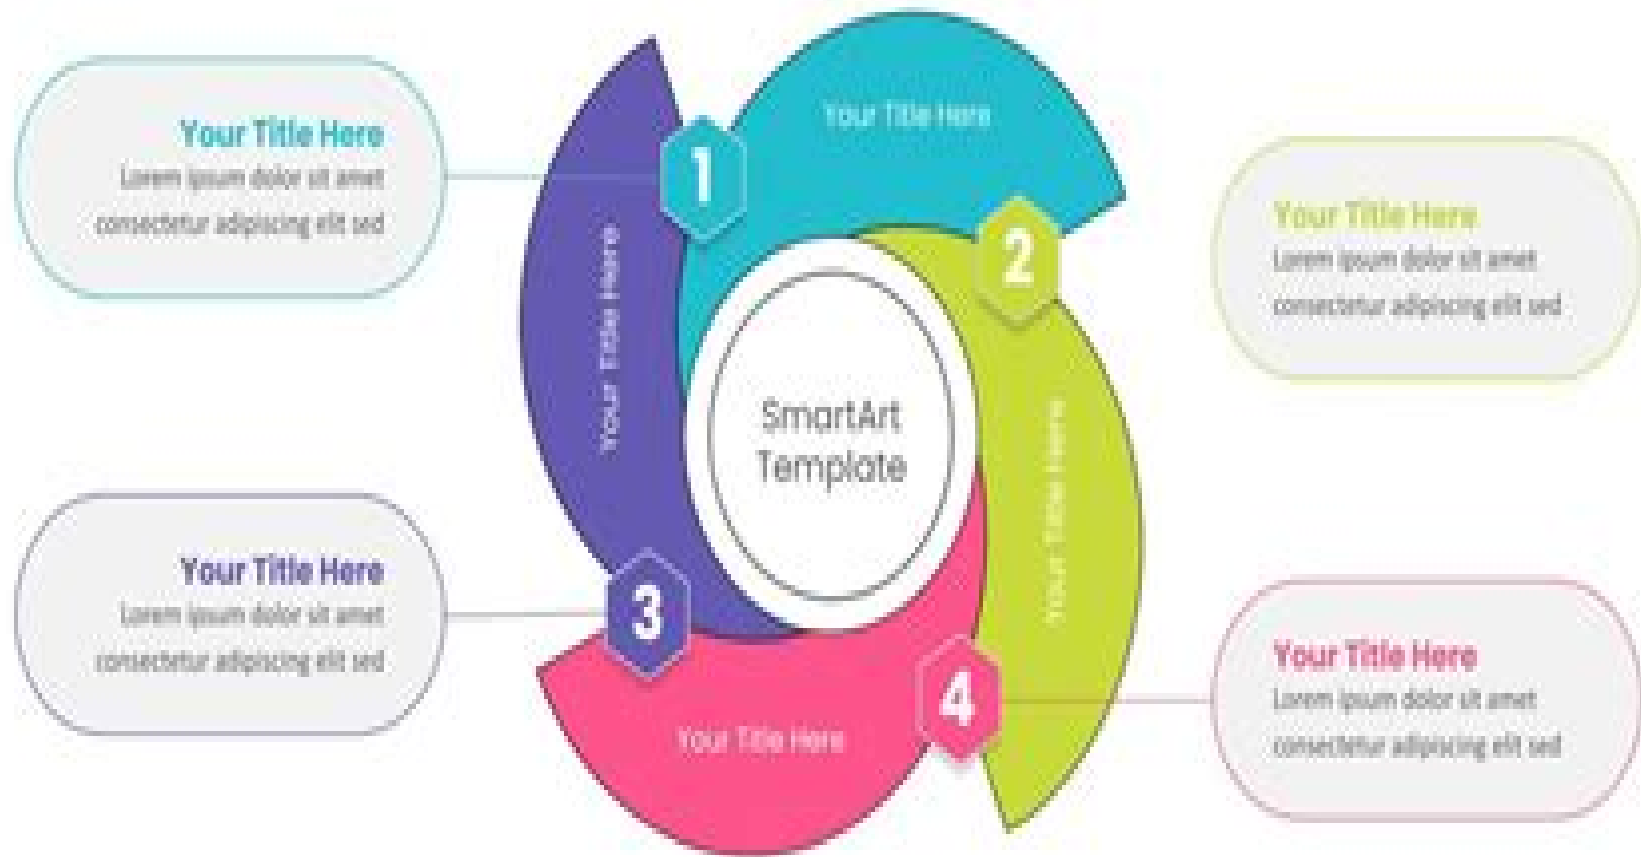 Your Title Here
Lorem ipsum dolor sit amet
consectetur adipiscing elit sed
1
Your Title Here
2
Your Title Here
Lorem ipsum dolor sit amet
consectetur adipiscing elit sed
Your Title Here
SmartArt
Template
Your Title Here
Your Title Here
Lorem ipsum dolor sit amet
consectetur adipiscing elit sed
3
Your Title Here
4
Your Title Here
Lorem ipsum dolor sit amet
consectetur adipiscing elit sed